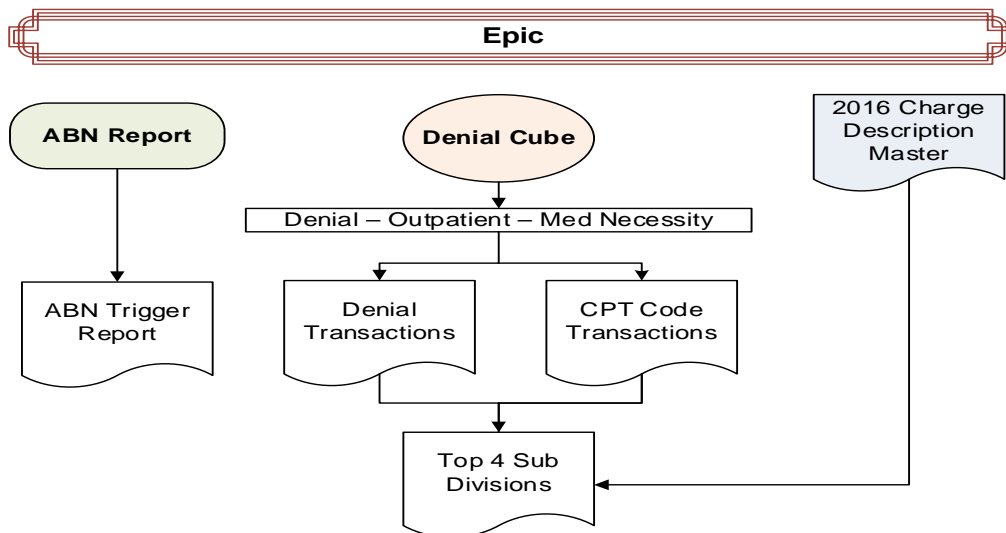 Epic
ABN Report
Denial Cube
2016 Charge
Description
Master
Denial – Outpatient – Med Necessity
ABN Trigger
Report
Denial
Transactions
CPT Code
Transactions
Top 4 Sub
Divisions